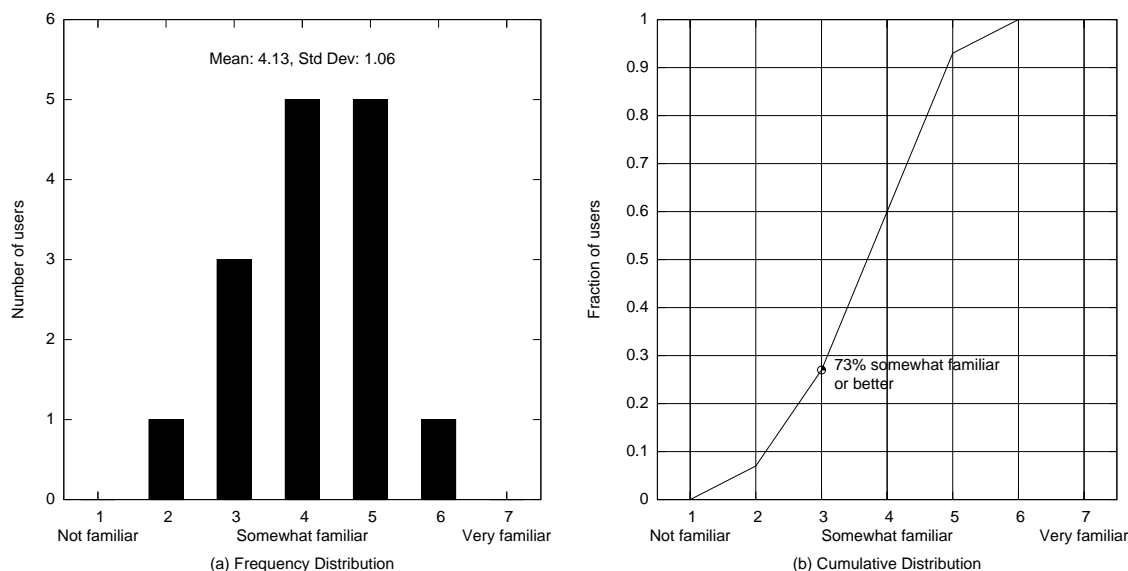 Mean: 4.13, Std Dev: 1.06
6
5
4
3
2
1
0
Number of users
1 2 3 4 5 6 7
Not familiar Somewhat familiar Very familiar
(a) Frequency Distribution
1
0.9
0.8
0.7
0.6
0.5
0.4
0.3
0.2
0.1
0
Fraction of users
73% somewhat familiar
or better
1 2 3 4 5 6 7
Not familiar Somewhat familiar Very familiar
(b) Cumulative Distribution